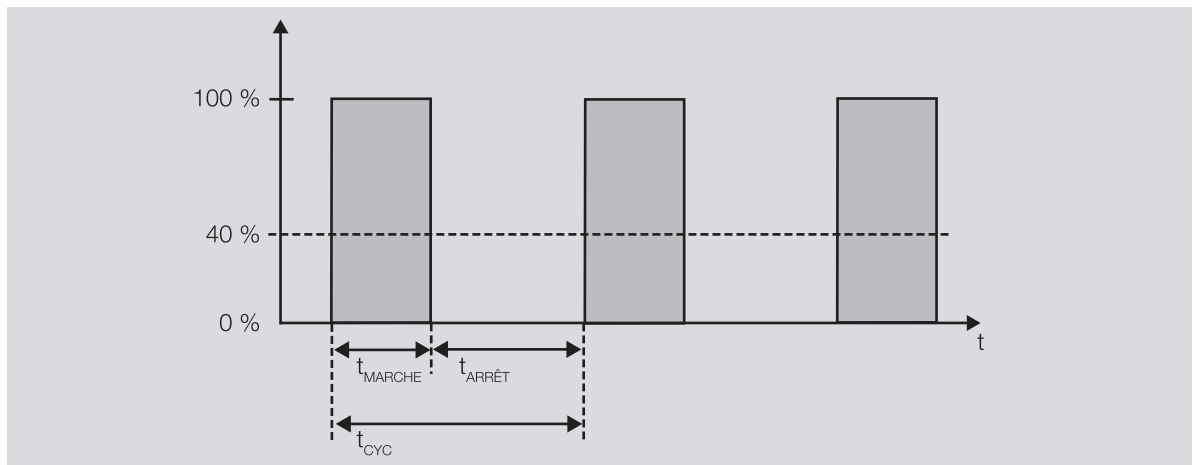 100 %
40 %
0 %
t
tMARCHE
tARRÊT
tCYC